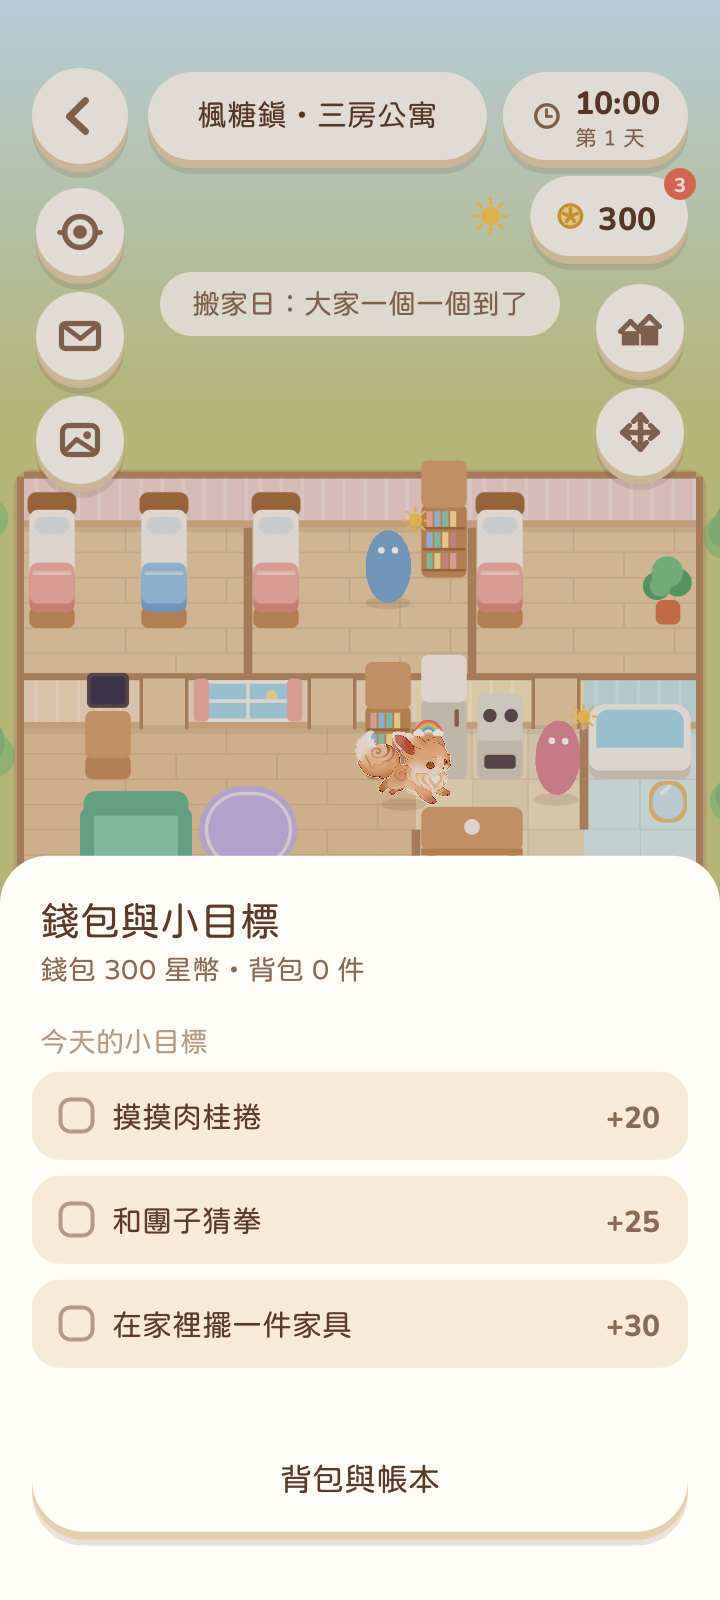 楓糖鎮・三房公寓
10:00
第 1 天
3
300
搬家日：大家一個一個到了
錢包與小目標
錢包 300 星幣・背包 0 件
今天的小目標
摸摸肉桂捲 +20
和團子猜拳 +25
在家裡擺一件家具 +30
背包與帳本